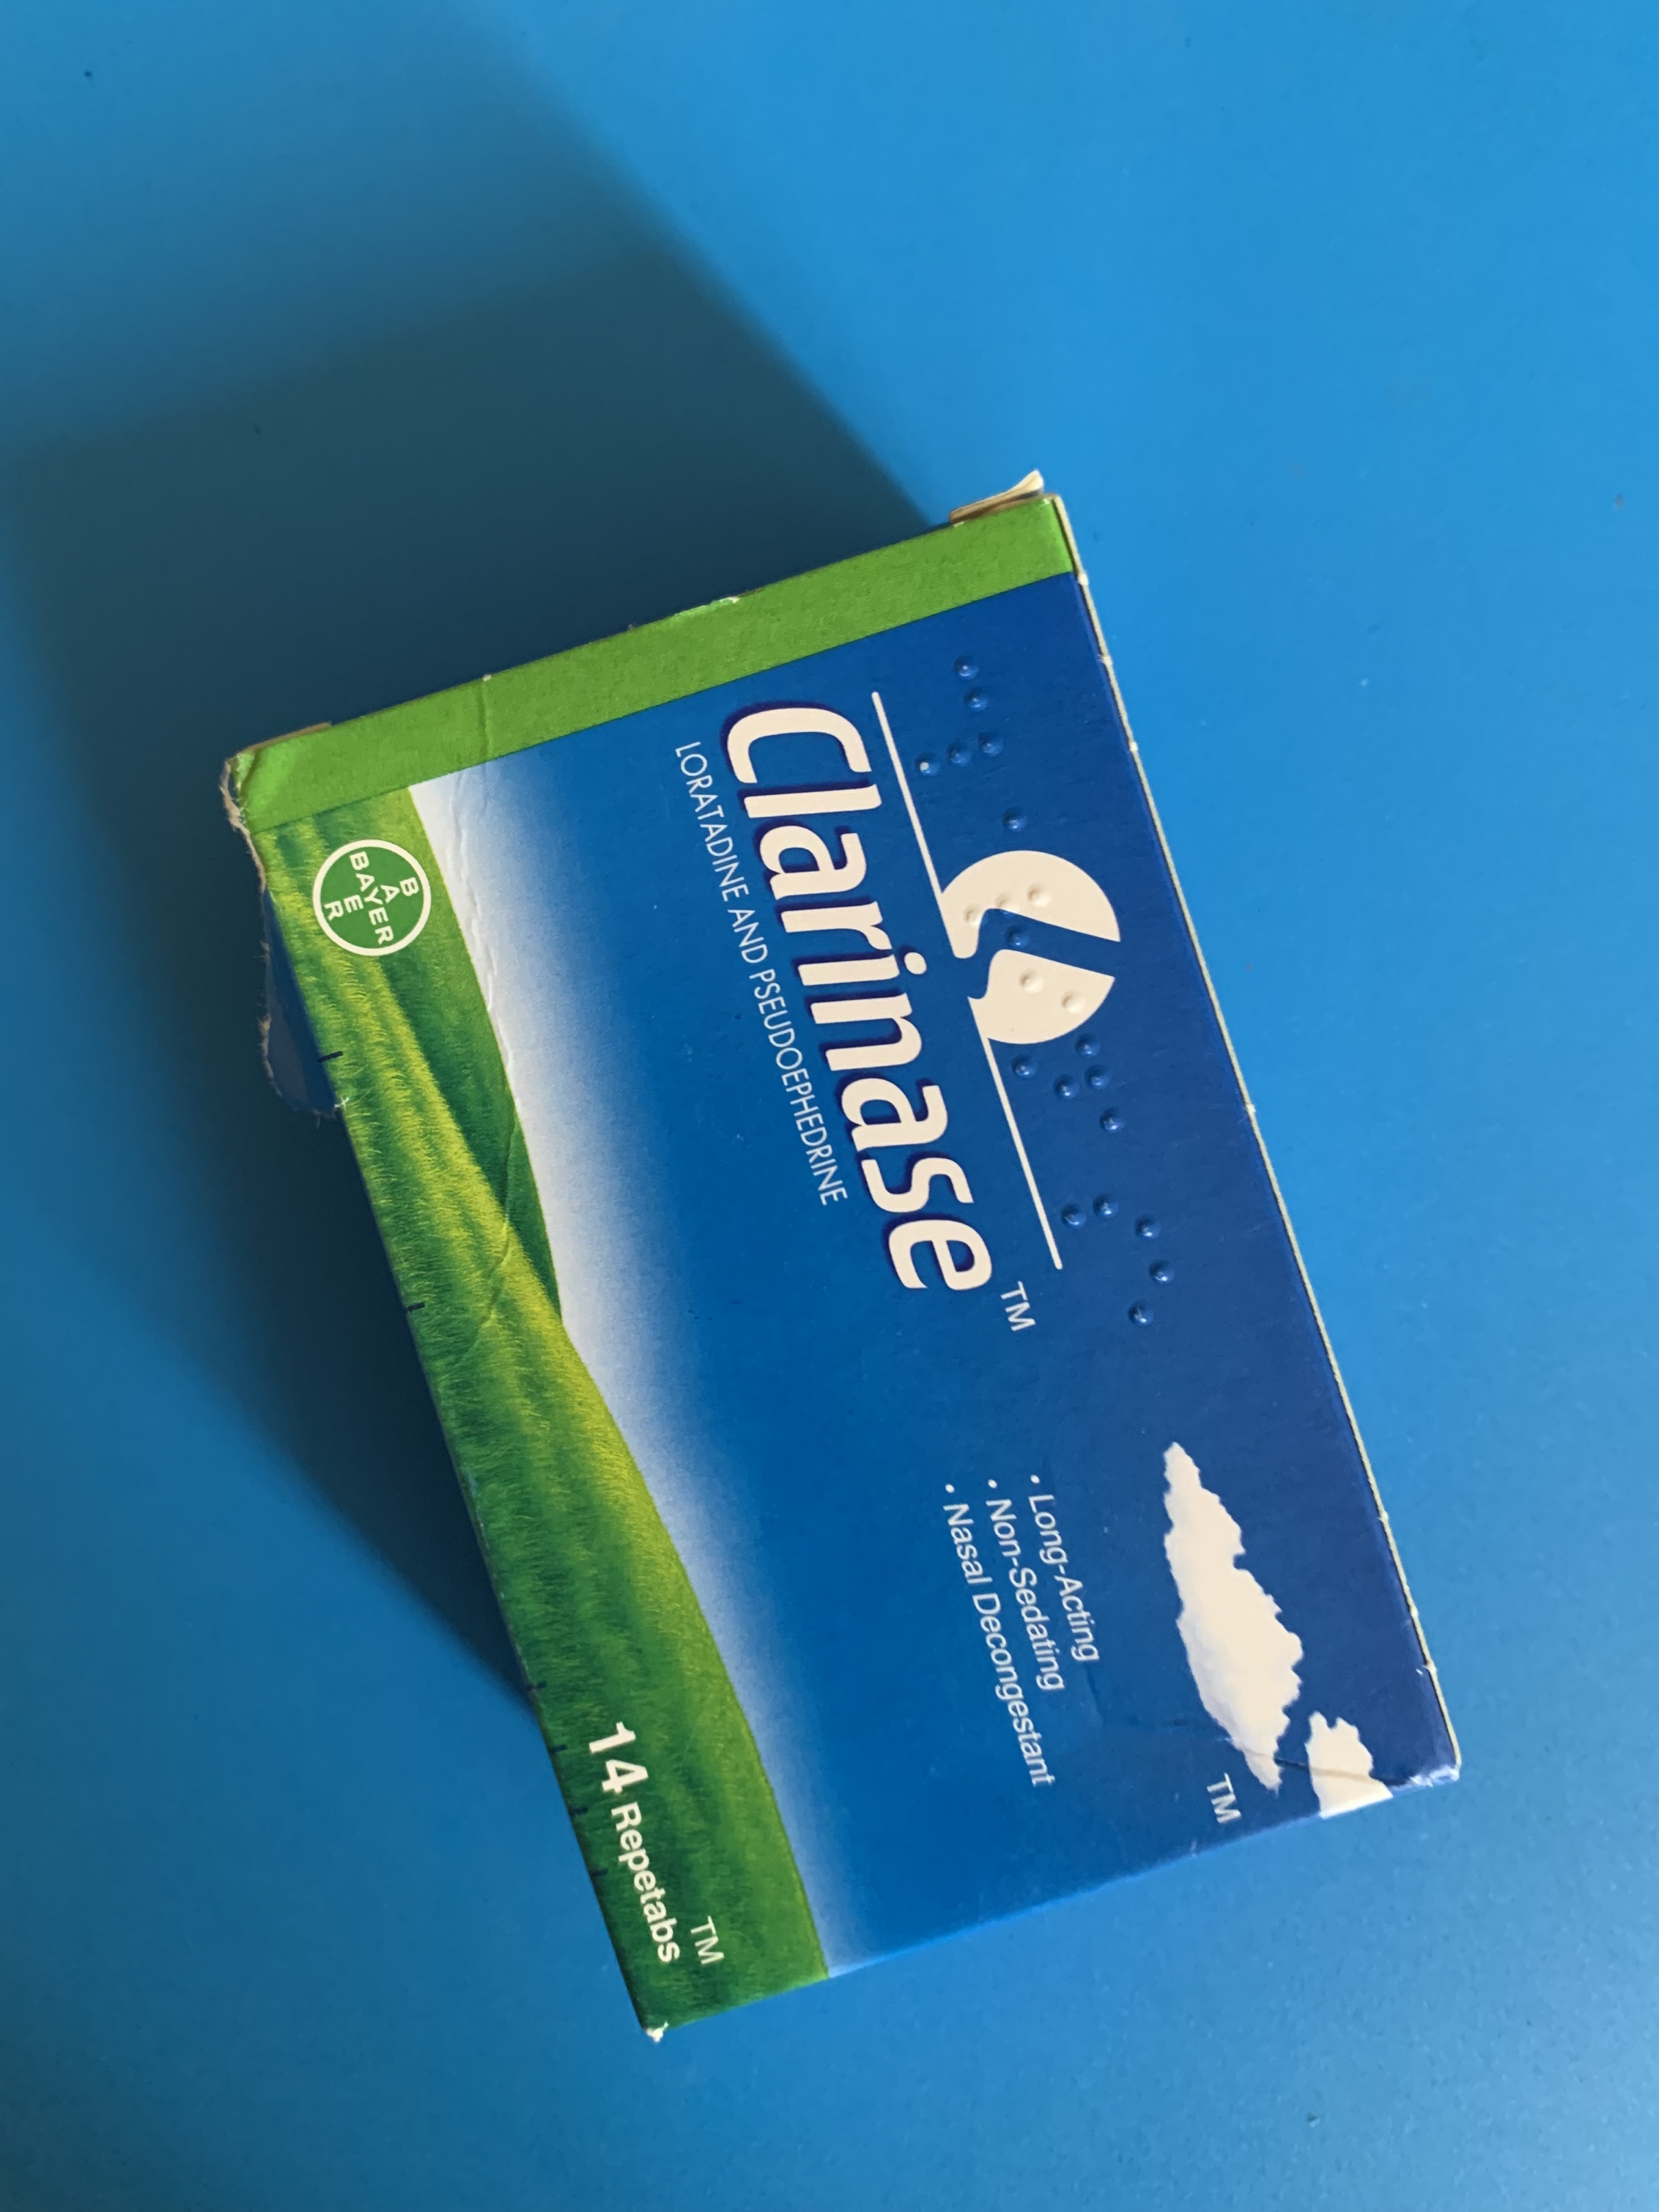 Clarinase™
LORATADINE AND PSEUDOEPHEDRINE
• Long-Acting
• Non-Sedating
• Nasal Decongestant
TM
BAYER
BAYER
14 Repetabs™